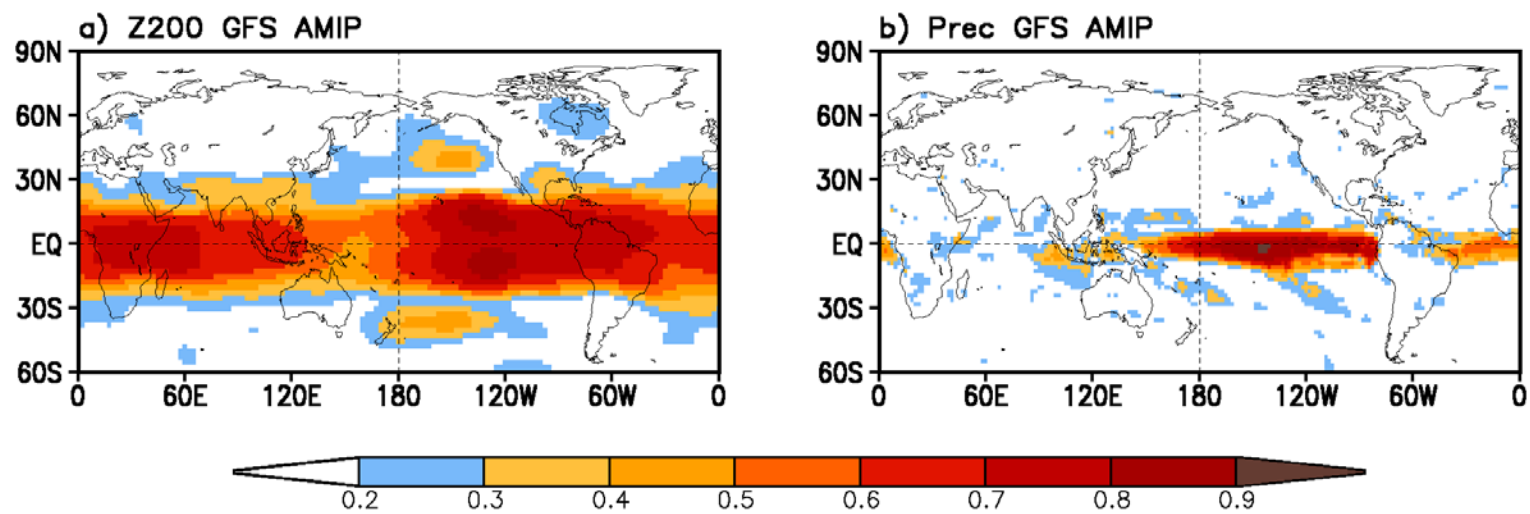 a) Z200 GFS AMIP
90N
60N
30N
EQ
30S
60S
0 60E 120E 180 120W 60W 0
b) Prec GFS AMIP
90N
60N
30N
EQ
30S
60S
0 60E 120E 180 120W 60W 0
0.2 0.3 0.4 0.5 0.6 0.7 0.8 0.9